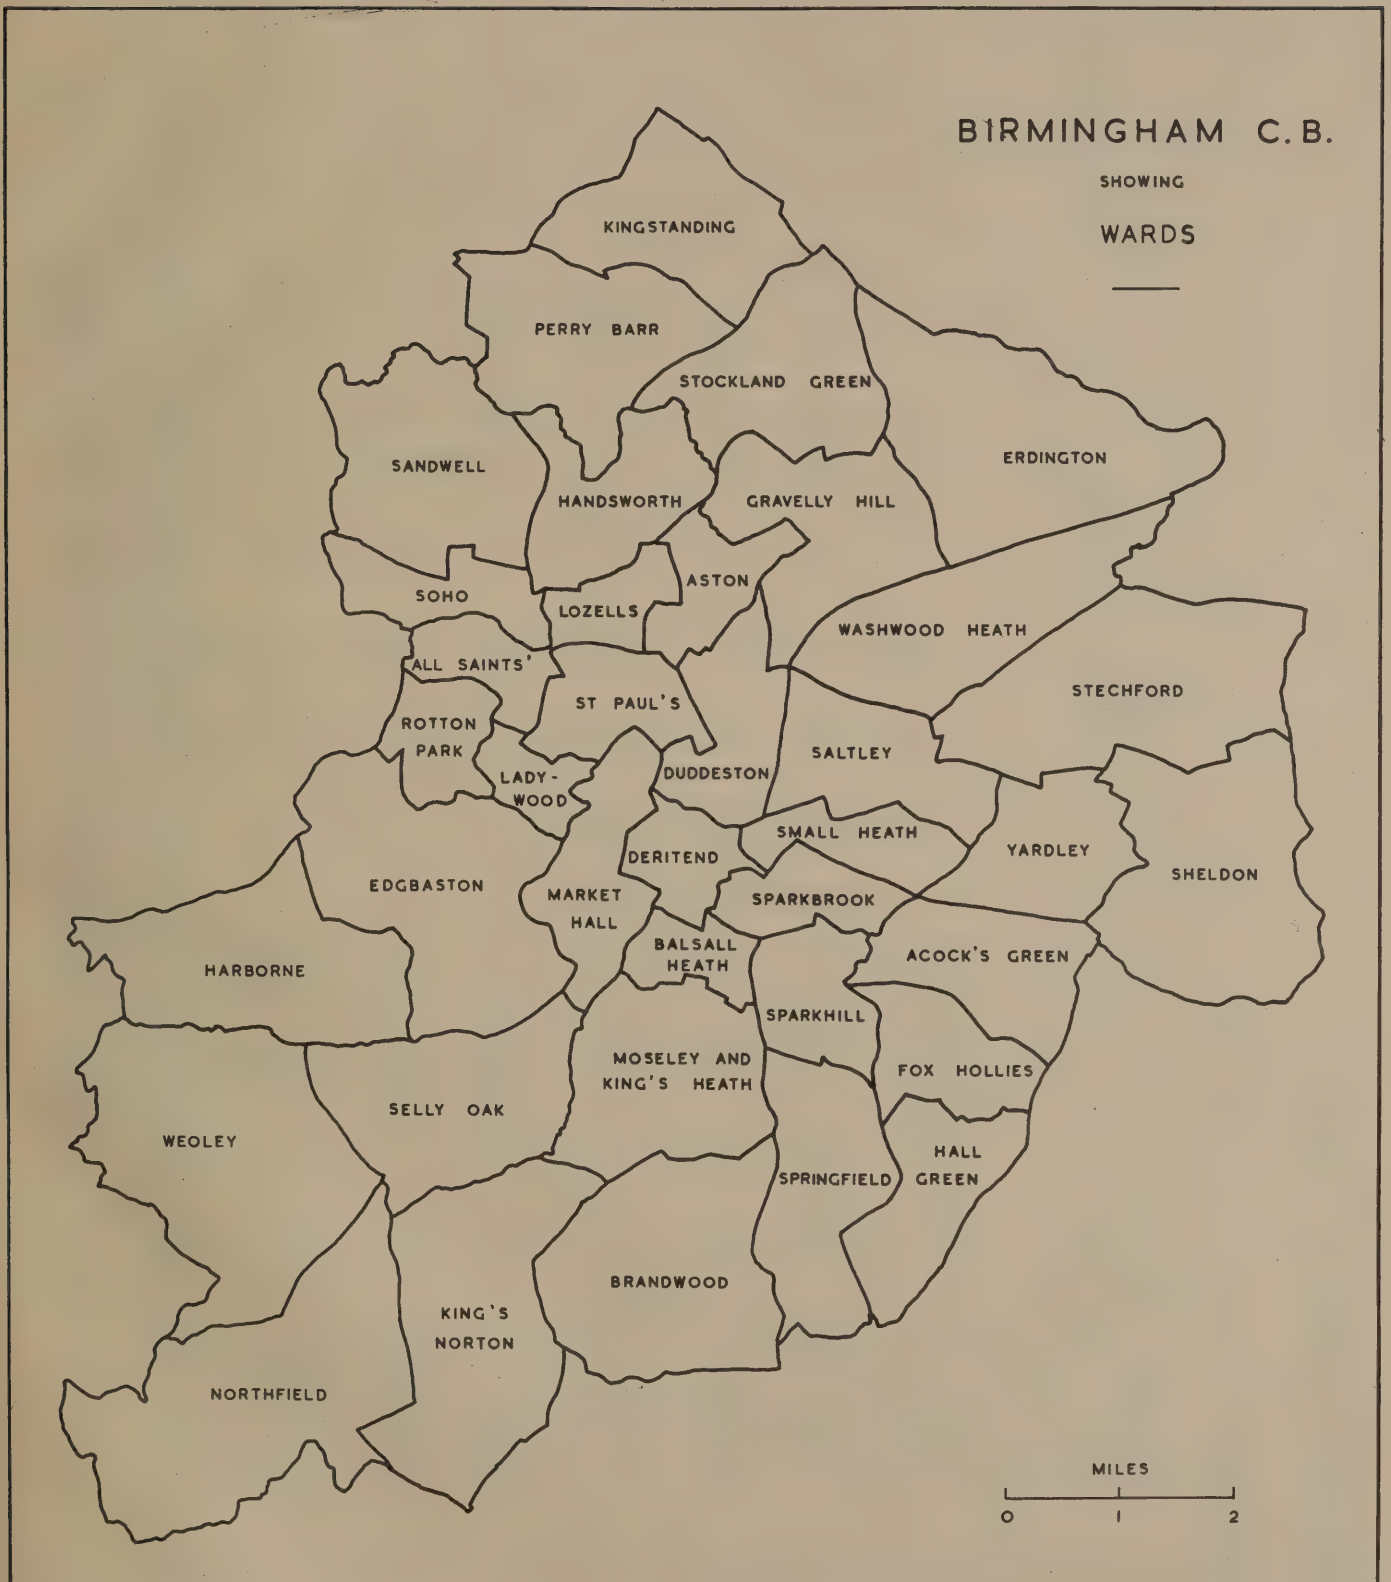 BIRMINGHAM C.B.
SHOWING
WARDS
KINGSTANDING
PERRY BARR
STOCKLAND GREEN
ERDINGTON
SANDWELL
HANDSWORTH
GRAVELLY HILL
ASTON
SOHO
LOZELLS
WASHWOOD HEATH
ALL SAINTS'
STECHFORD
ST PAUL'S
ROTTON
PARK
SALTLEY
LADY-
WOOD
DUDDESTON
SMALL HEATH
YARDLEY
DERITEND
SHELDON
EDGBASTON
MARKET
HALL
SPARKBROOK
BALSALL
HEATH
ACOCK'S GREEN
HARBORNE
SPARKHILL
MOSELEY AND
KING'S HEATH
FOX HOLLIES
SELLY OAK
WEOLEY
HALL
GREEN
SPRINGFIELD
BRANDWOOD
KING'S
NORTON
NORTHFIELD
MILES
0 1 2